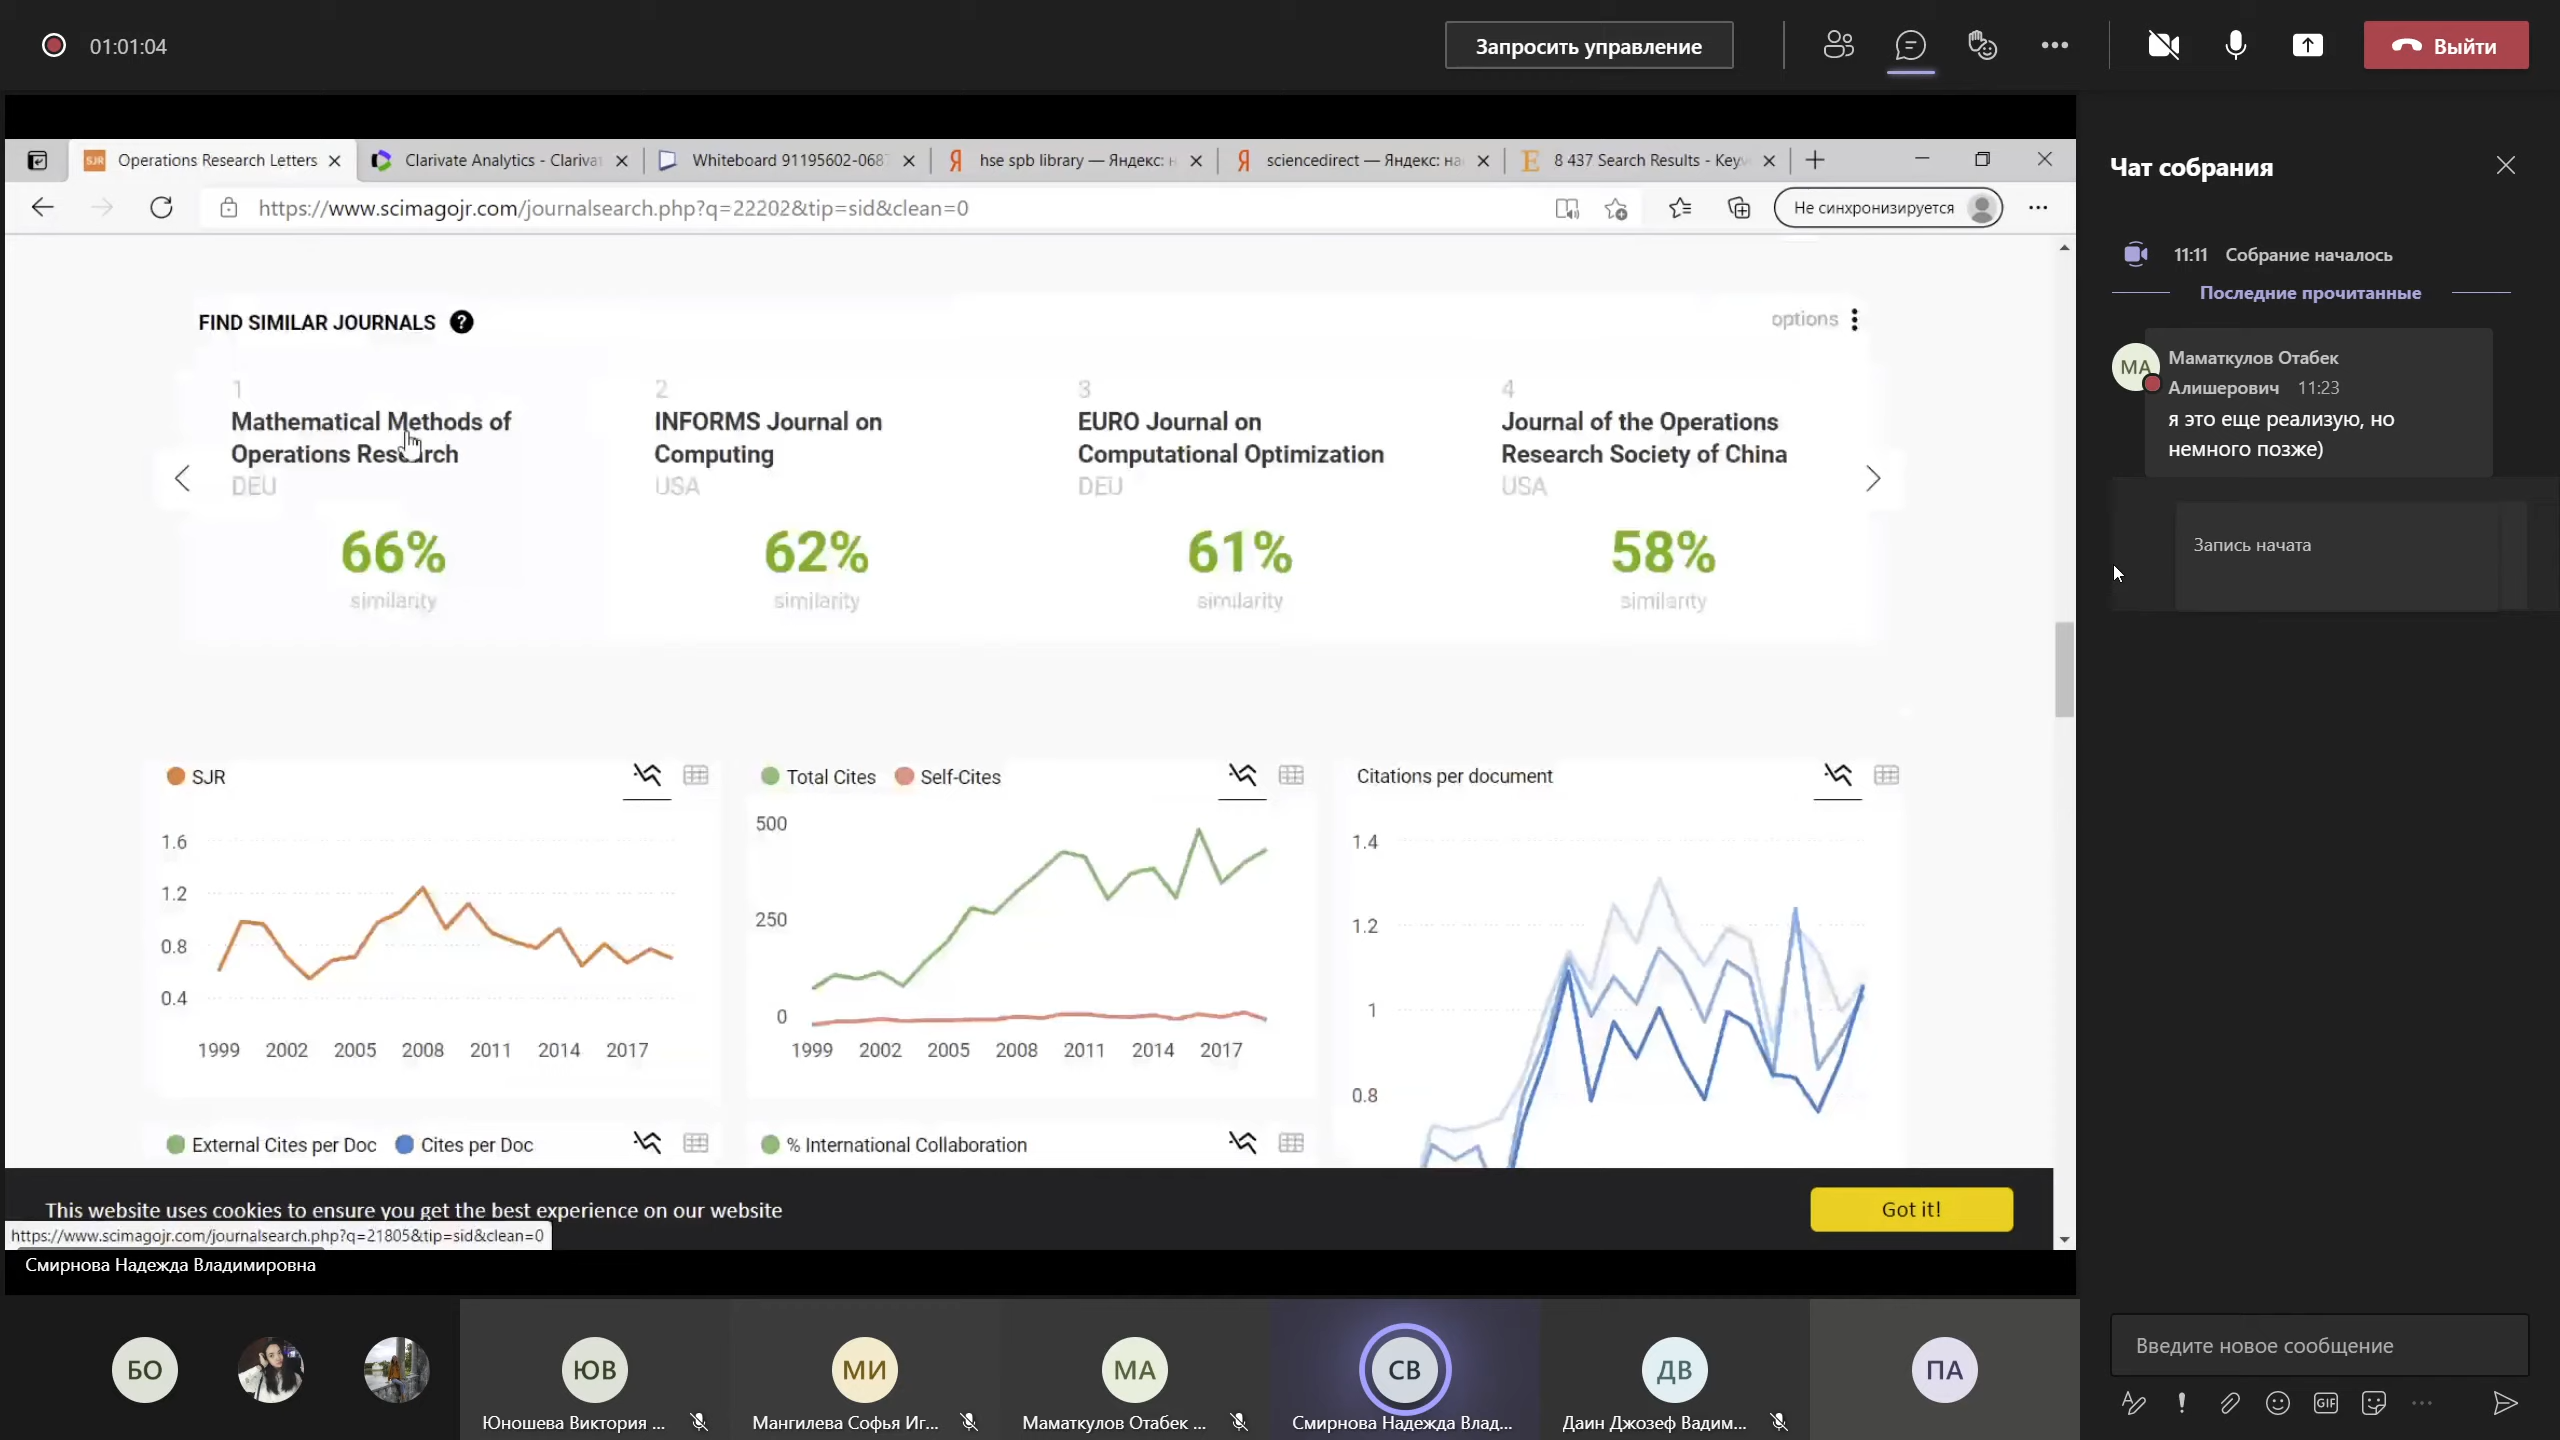 01:01:04
Запросить управление
Выйти
Operations Research Letters
Clarivate Analytics - Clariva
Whiteboard 91195602-068
hse spb library — Яндекс: н
sciencedirect — Яндекс: на
8 437 Search Results - Keyw
https://www.scimagojr.com/journalsearch.php?q=22202&tip=sid&clean=0
Не синхронизируется
FIND SIMILAR JOURNALS ?
options
1
Mathematical Methods of
Operations Research
DEU
66%
similarity
2
INFORMS Journal on
Computing
USA
62%
similarity
3
EURO Journal on
Computational Optimization
DEU
61%
similarity
4
Journal of the Operations
Research Society of China
USA
58%
similarity
SJR
1.6
1.2
0.8
0.4
1999 2002 2005 2008 2011 2014 2017
Total Cites Self-Cites
500
250
0
1999 2002 2005 2008 2011 2014 2017
Citations per document
1.4
1.2
1
0.8
External Cites per Doc Cites per Doc
% International Collaboration
This website uses cookies to ensure you get the best experience on our website
Got it!
https://www.scimagojr.com/journalsearch.php?q=21805&tip=sid&clean=0
Смирнова Надежда Владимировна
БО
ЮВ
Юношева Виктория ...
МИ
Мангилева Софья Иг...
МА
Маматкулов Отабек ...
СВ
Смирнова Надежда Влад...
ДВ
Даин Джозеф Вадим...
ПА
Чат собрания
11:11 Собрание началось
Последние прочитанные
МА
Маматкулов Отабек
Алишерович 11:23
я это еще реализую, но
немного позже)
Запись начата
Введите новое сообщение
GIF